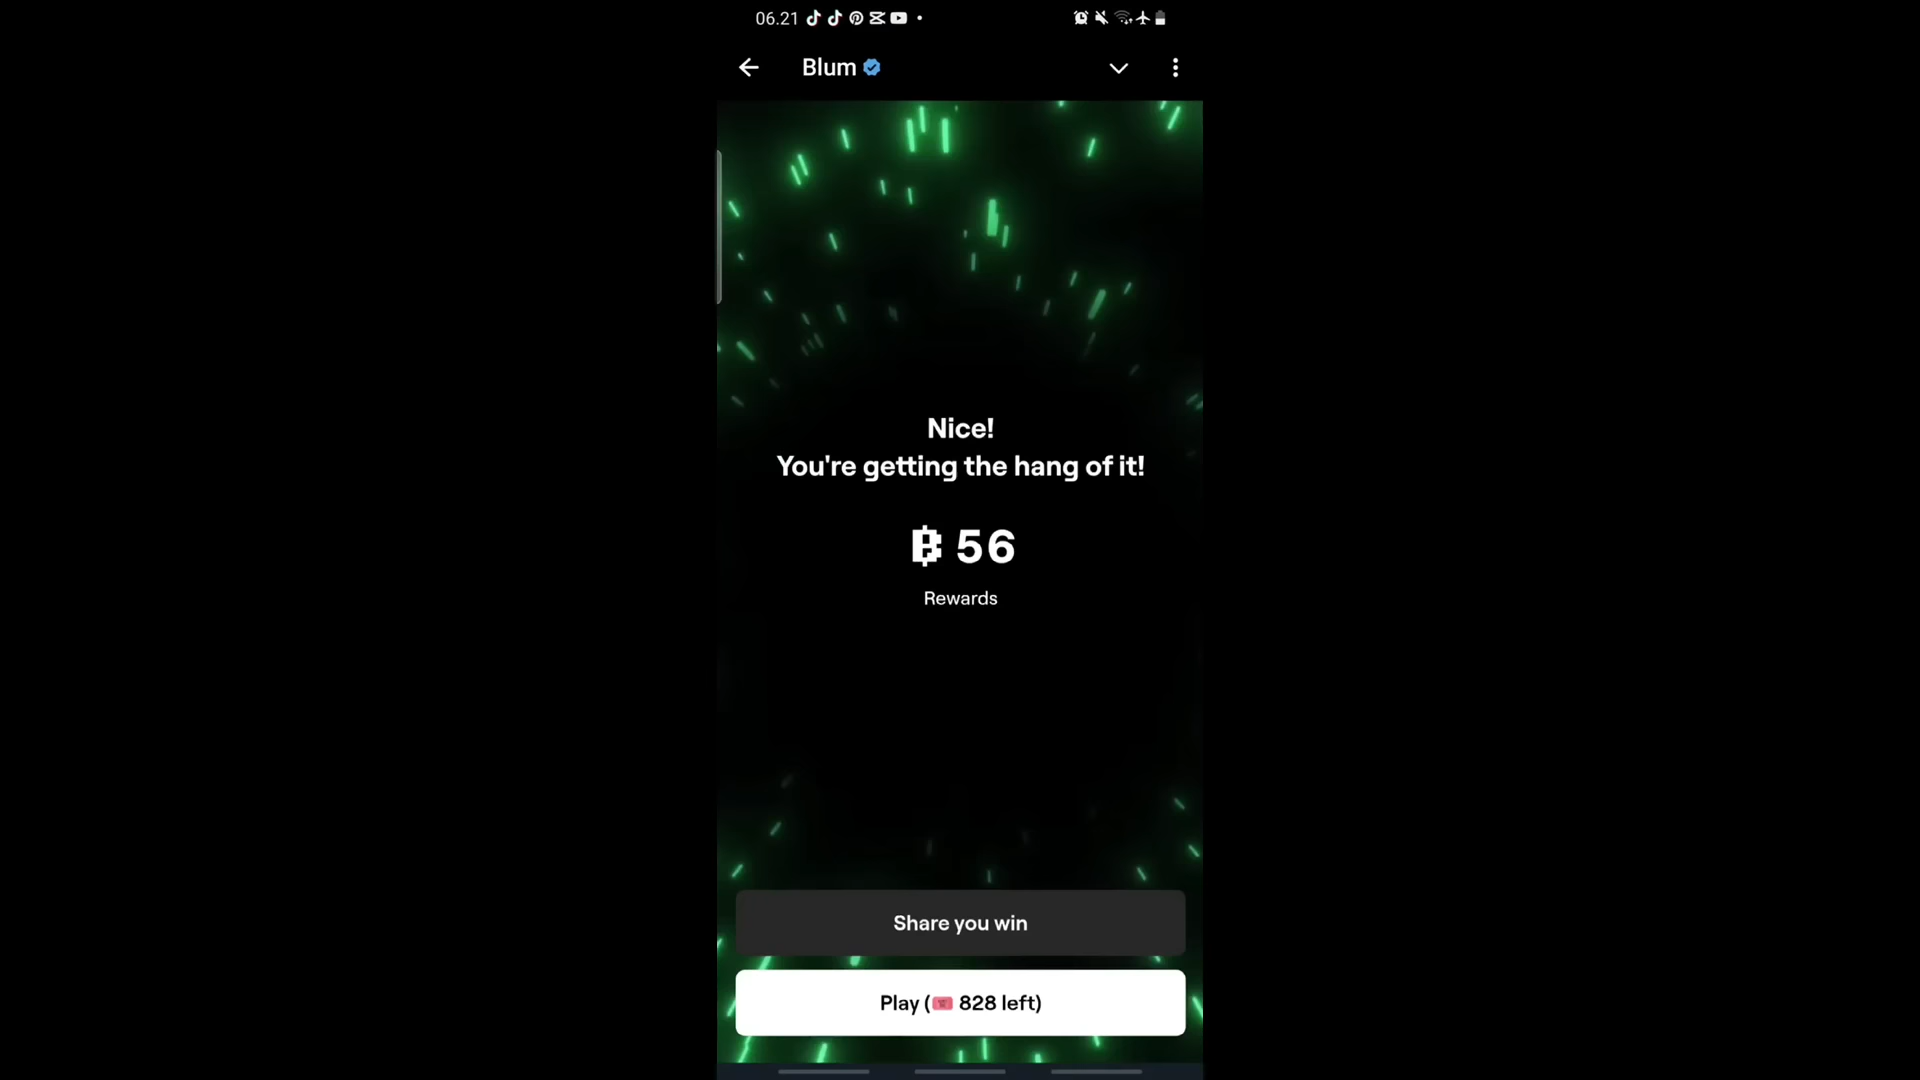 06.21
Blum
Nice!
You're getting the hang of it!
56
Rewards
Share you win
Play (828 left)